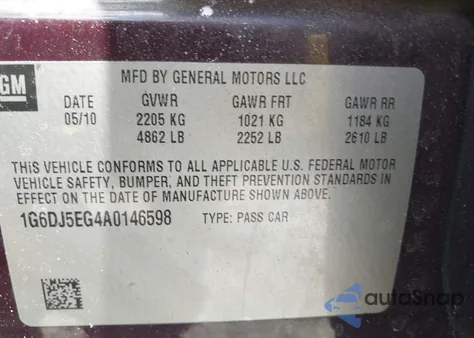 GM
MFD BY GENERAL MOTORS LLC
DATE GVWR GAWR FRT GAWR RR
05/10 2205 KG 1021 KG 1184 KG
4862 LB 2252 LB 2610 LB
THIS VEHICLE CONFORMS TO ALL APPLICABLE U.S. FEDERAL MOTOR
VEHICLE SAFETY, BUMPER, AND THEFT PREVENTION STANDARDS IN
EFFECT ON THE DATE OF MANUFACTURE SHOWN ABOVE.
1G6DJ5EG4A0146598 TYPE: PASS CAR
autoSnap